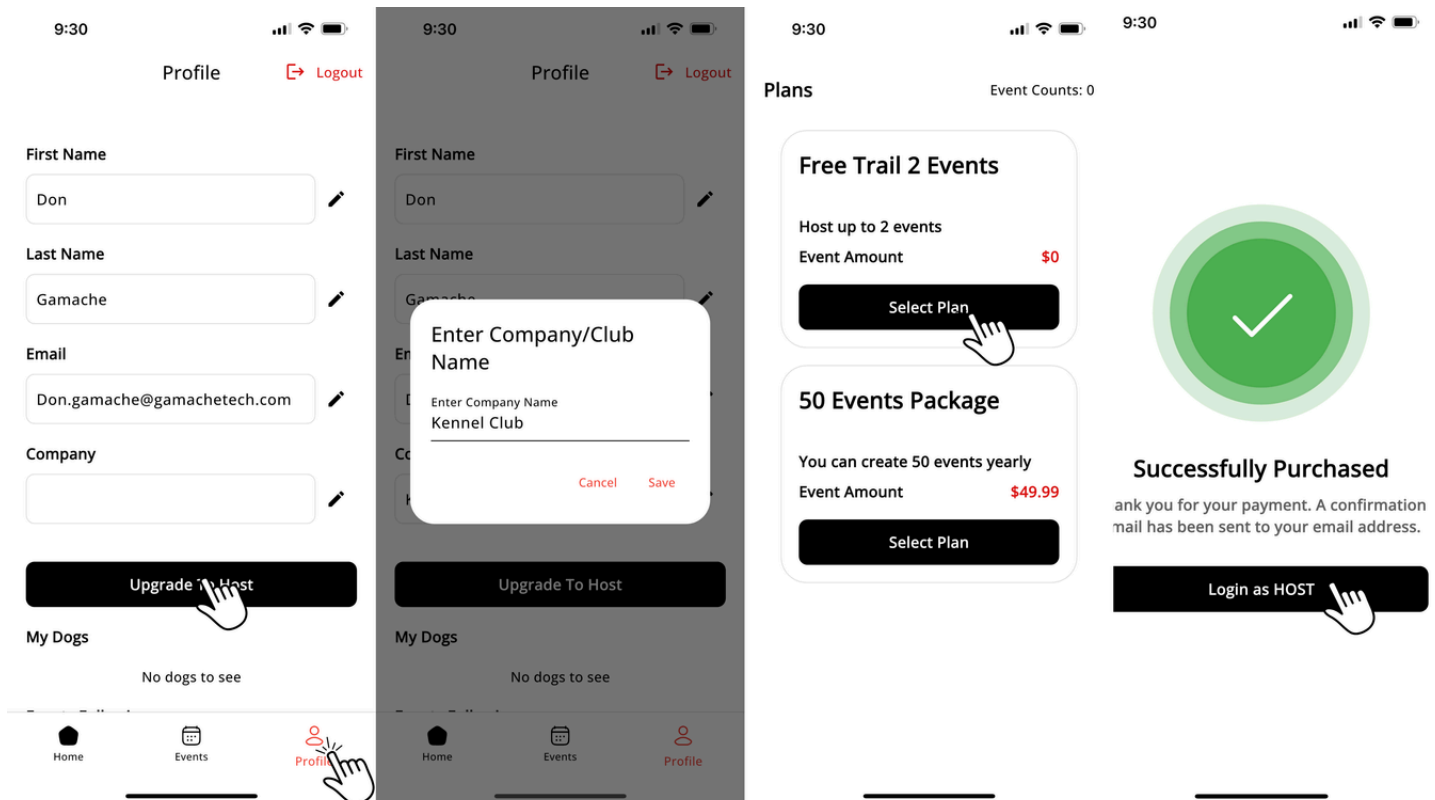 9:30
Profile
Logout
First Name
Don
Last Name
Gamache
Email
Don.gamache@gamachetech.com
Company
Upgrade To Host
My Dogs
No dogs to see
Home
Events
Profile
9:30
Profile
Logout
First Name
Don
Last Name
Gamache
Enter Company/Club
Name
Enter Company Name
Kennel Club
Cancel
Save
Upgrade To Host
My Dogs
No dogs to see
Home
Events
Profile
9:30
Plans
Event Counts: 0
Free Trail 2 Events
Host up to 2 events
Event Amount
$0
Select Plan
50 Events Package
You can create 50 events yearly
Event Amount
$49.99
Select Plan
9:30
Successfully Purchased
ank you for your payment. A confirmation
mail has been sent to your email address.
Login as HOST